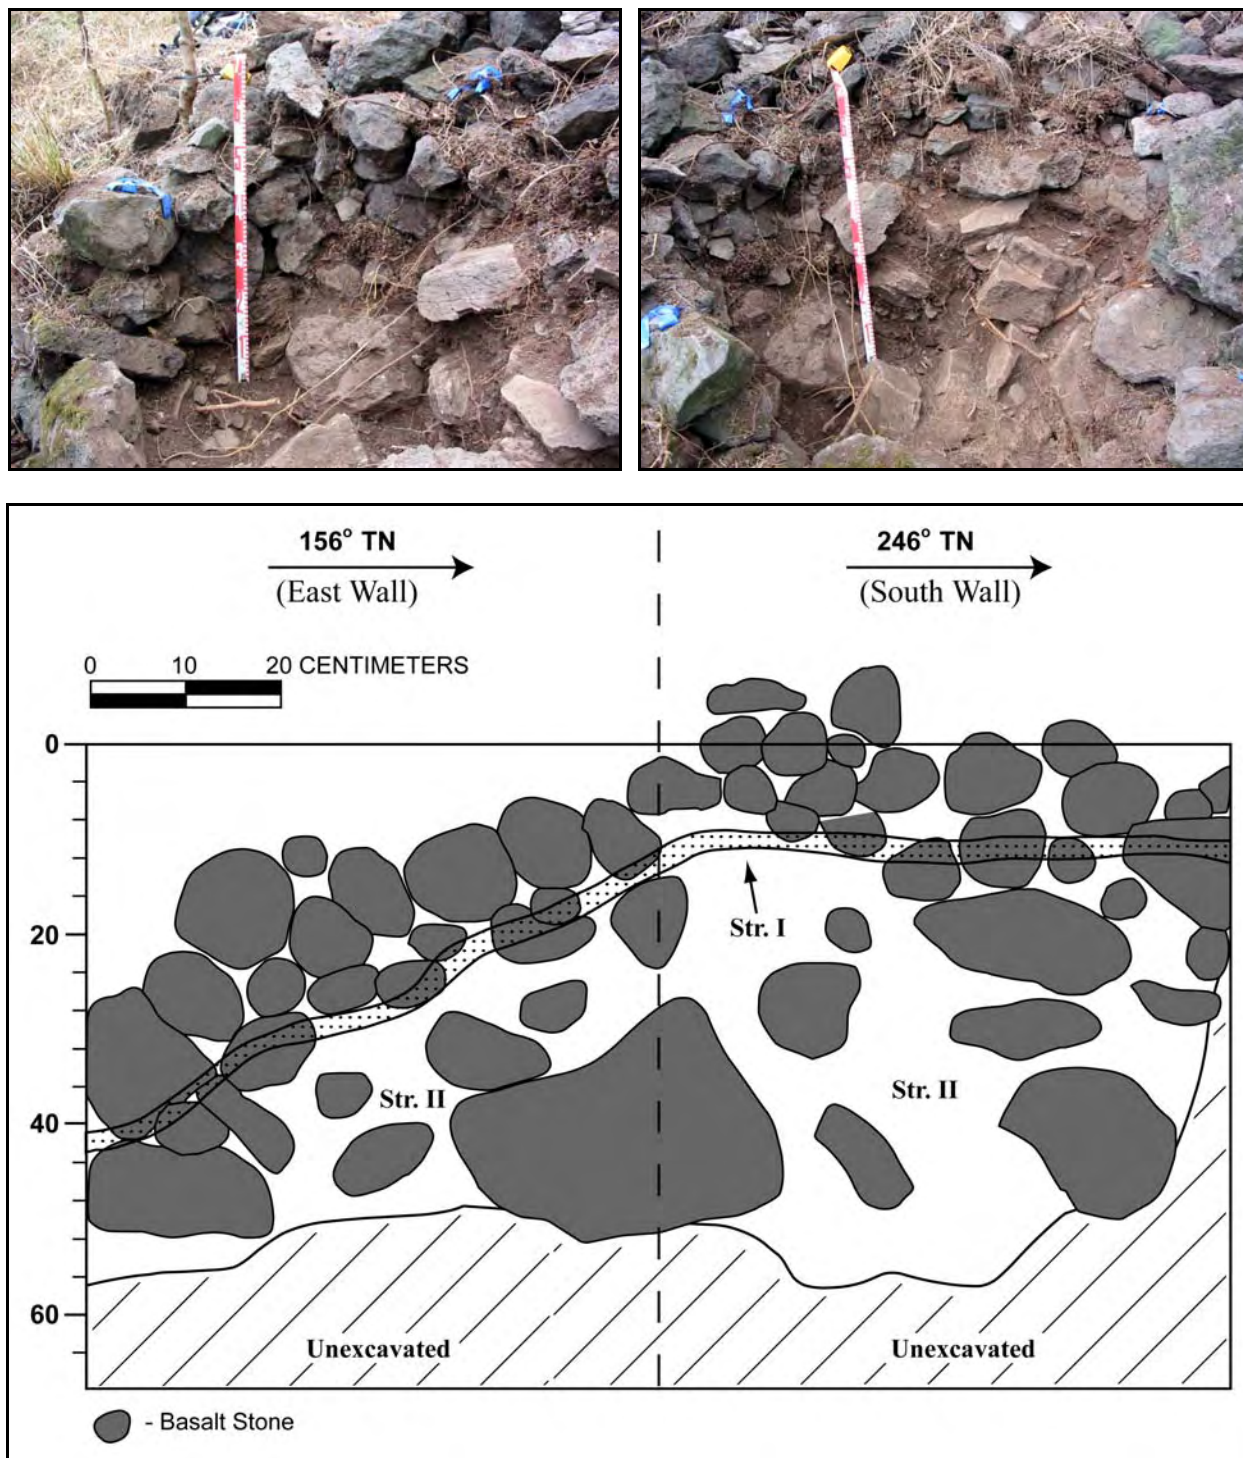 156° TN
(East Wall)
246° TN
(South Wall)
0 10 20 CENTIMETERS
0
20
40
60
Str. I
Str. II
Str. II
Unexcavated
Unexcavated
- Basalt Stone